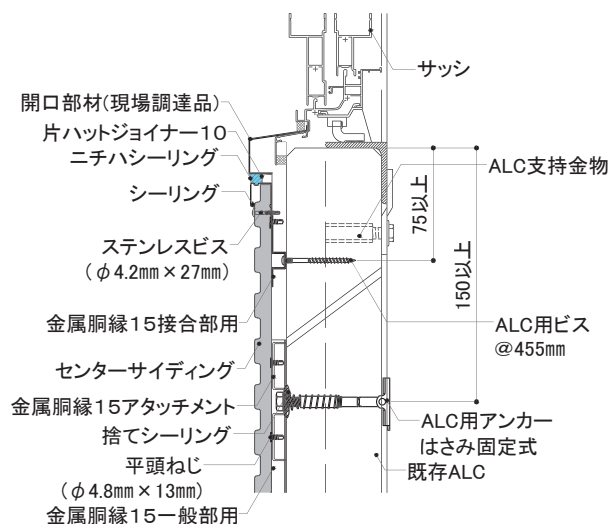 サッシ
開口部材(現場調達品)
片ハットジョイナー10
ニチハシーリング
シーリング
ステンレスビス
(φ4.2mm×27mm)
金属胴縁15接合部用
センターサイディング
金属胴縁15アタッチメント
捨てシーリング
平頭ねじ
(φ4.8mm×13mm)
金属胴縁15一般部用
ALC支持金物
75以上
150以上
ALC用ビス
@455mm
ALC用アンカー
はさみ固定式
既存ALC